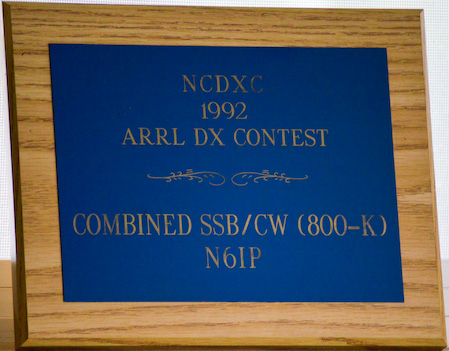 NCDXC
1992
ARRL DX CONTEST
COMBINED SSB/CW (800-K)
N6IP